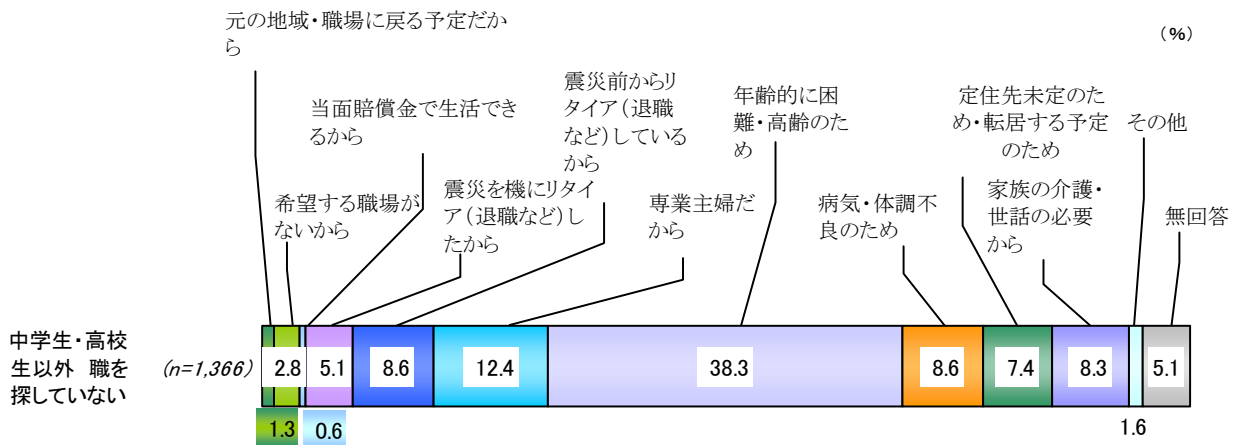 元の地域・職場に戻る予定だか
ら
（%）
当面賠償金で生活でき
るから
震災前からリ
タイア（退職
など）している
から
年齢的に困
難・高齢のた
め
定住先未定のた
め・転居する予定
のため
その他
希望する職場が
ないから
震災を機にリタイ
ア（退職など）し
たから
専業主婦だ
から
病気・体調不
良のため
家族の介護・
世話の必要
から
無回答
中学生・高校
生以外 職を
探していない
(n=1,366)
2.8
5.1
8.6
12.4
38.3
8.6
7.4
8.3
5.1
1.3
0.6
1.6